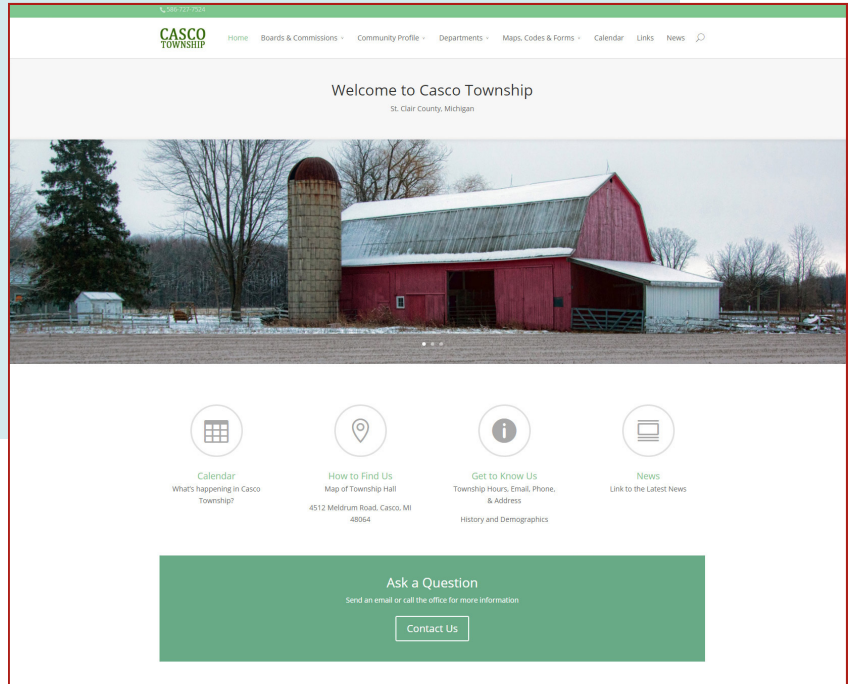 586-727-7524
CASCO
TOWNSHIP
Home Boards & Commissions Community Profile Departments Maps, Codes & Forms Calendar Links News
Welcome to Casco Township
St. Clair County, Michigan
Calendar
What's happening in Casco
Township?
How to Find Us
Map of Township Hall
4512 Meldrum Road, Casco, MI
48064
Get to Know Us
Township Hours, Email, Phone,
& Address
History and Demographics
News
Link to the Latest News
Ask a Question
Send an email or call the office for more information
Contact Us